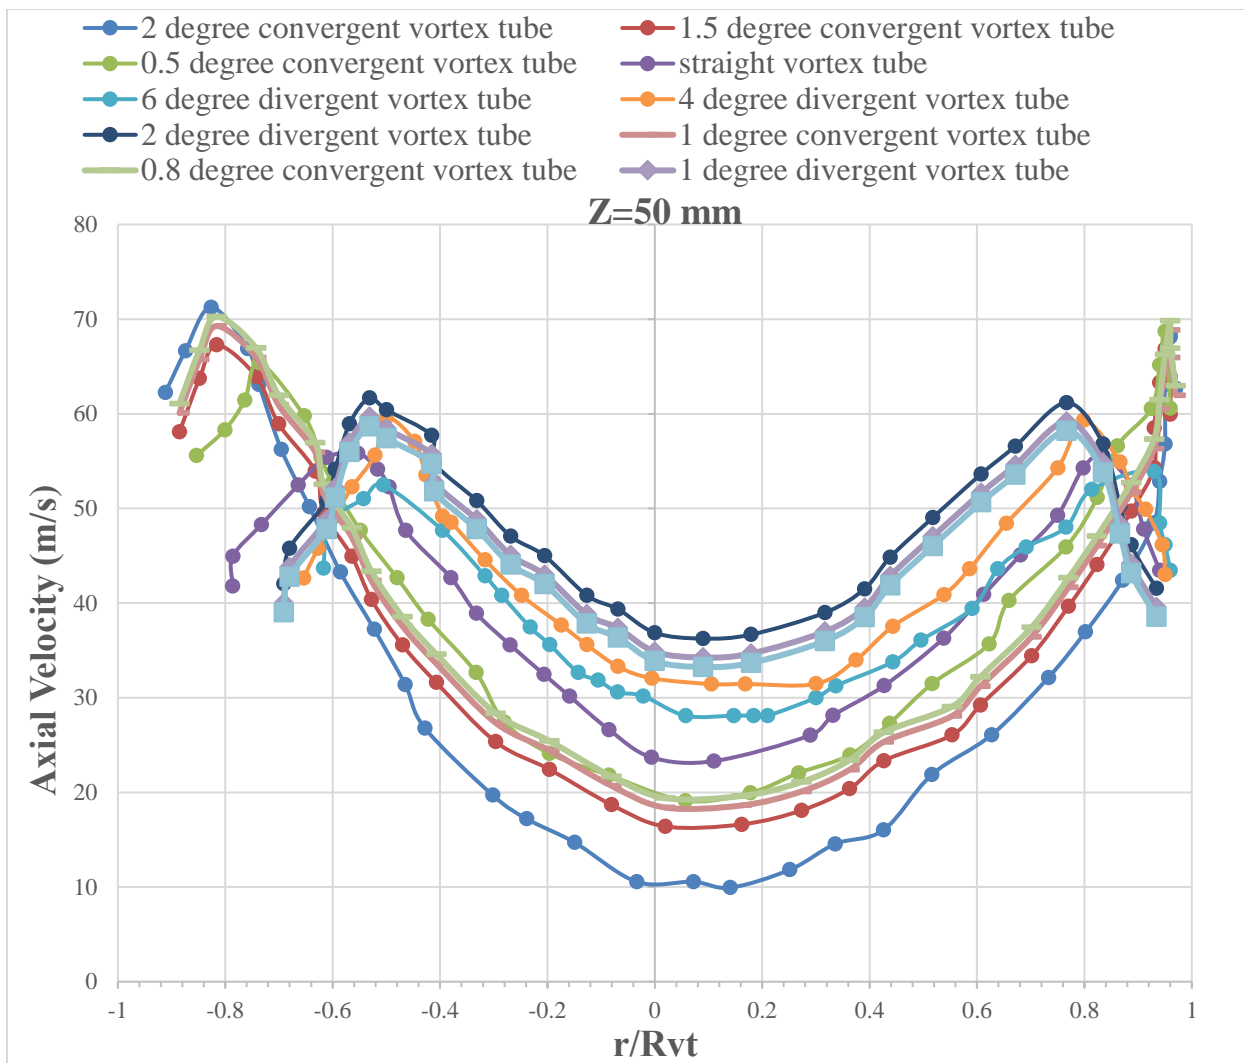 2 degree convergent vortex tube 1.5 degree convergent vortex tube
0.5 degree convergent vortex tube straight vortex tube
6 degree divergent vortex tube 4 degree divergent vortex tube
2 degree divergent vortex tube 1 degree convergent vortex tube
0.8 degree convergent vortex tube 1 degree divergent vortex tube
Z=50 mm
80
70
60
50
40
30
20
10
0
Axial Velocity (m/s)
-1 -0.8 -0.6 -0.4 -0.2 0 0.2 0.4 0.6 0.8 1
r/Rvt